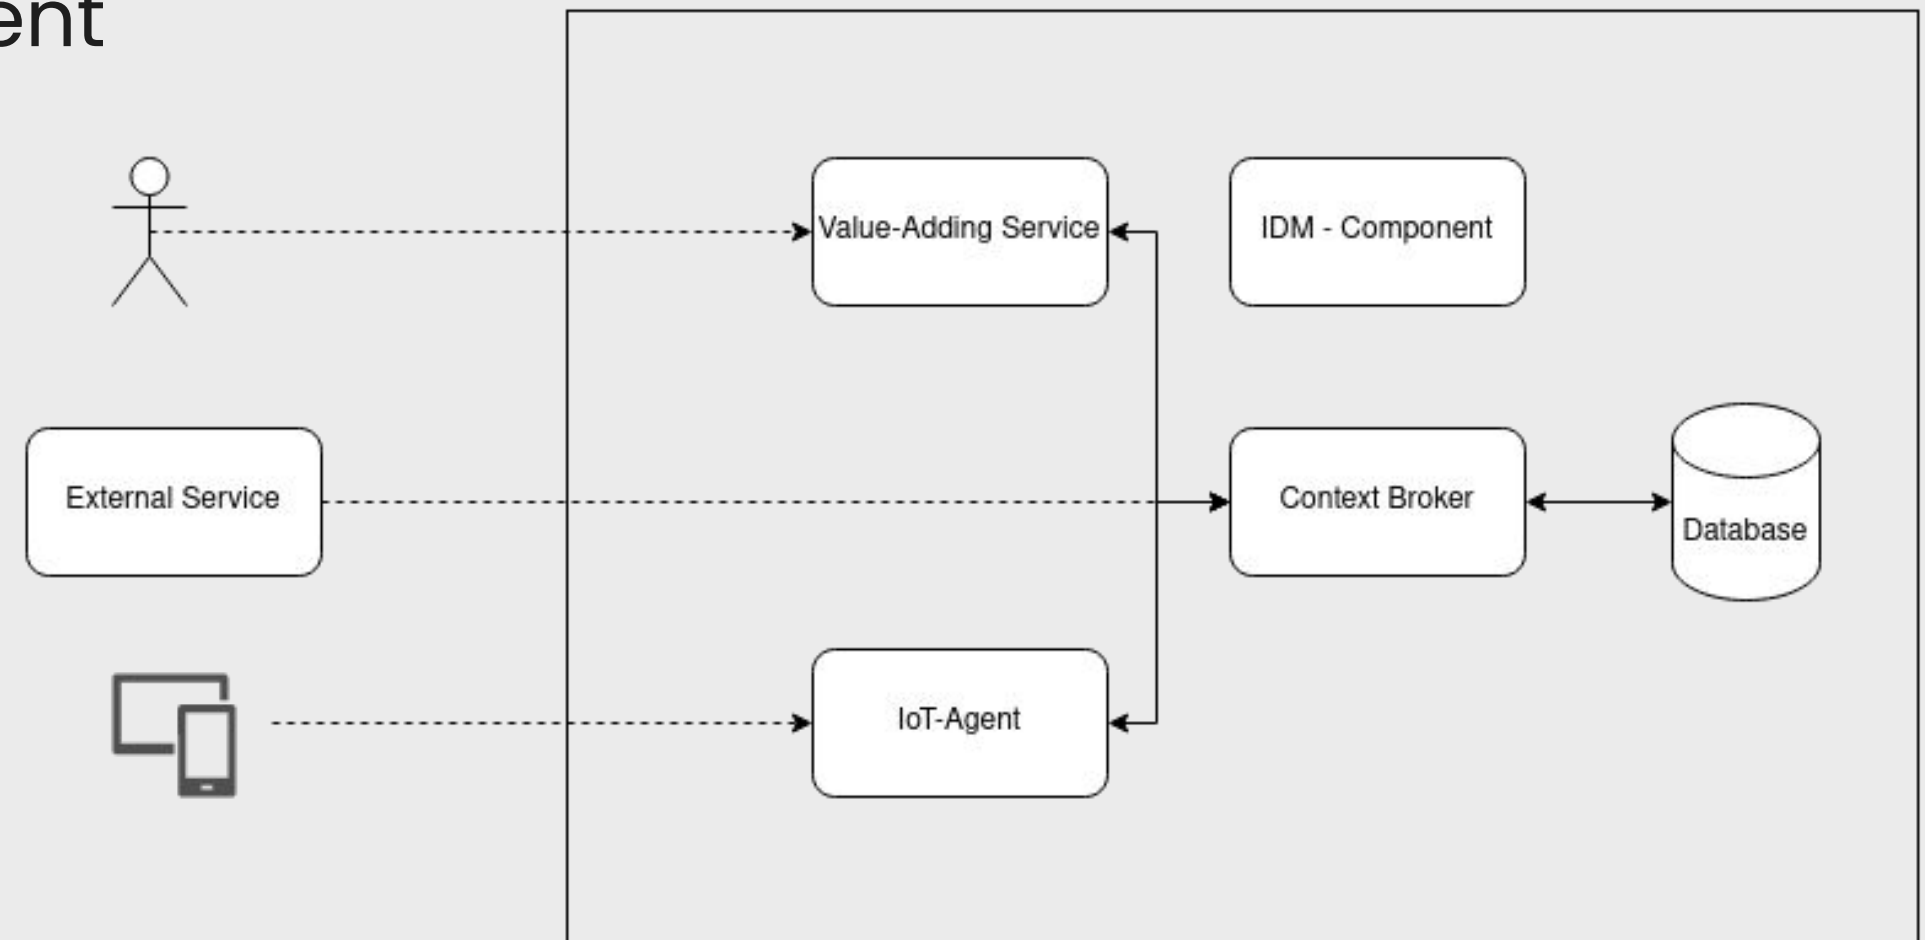 ent
Value-Adding Service
IDM - Component
External Service
Context Broker
Database
IoT-Agent